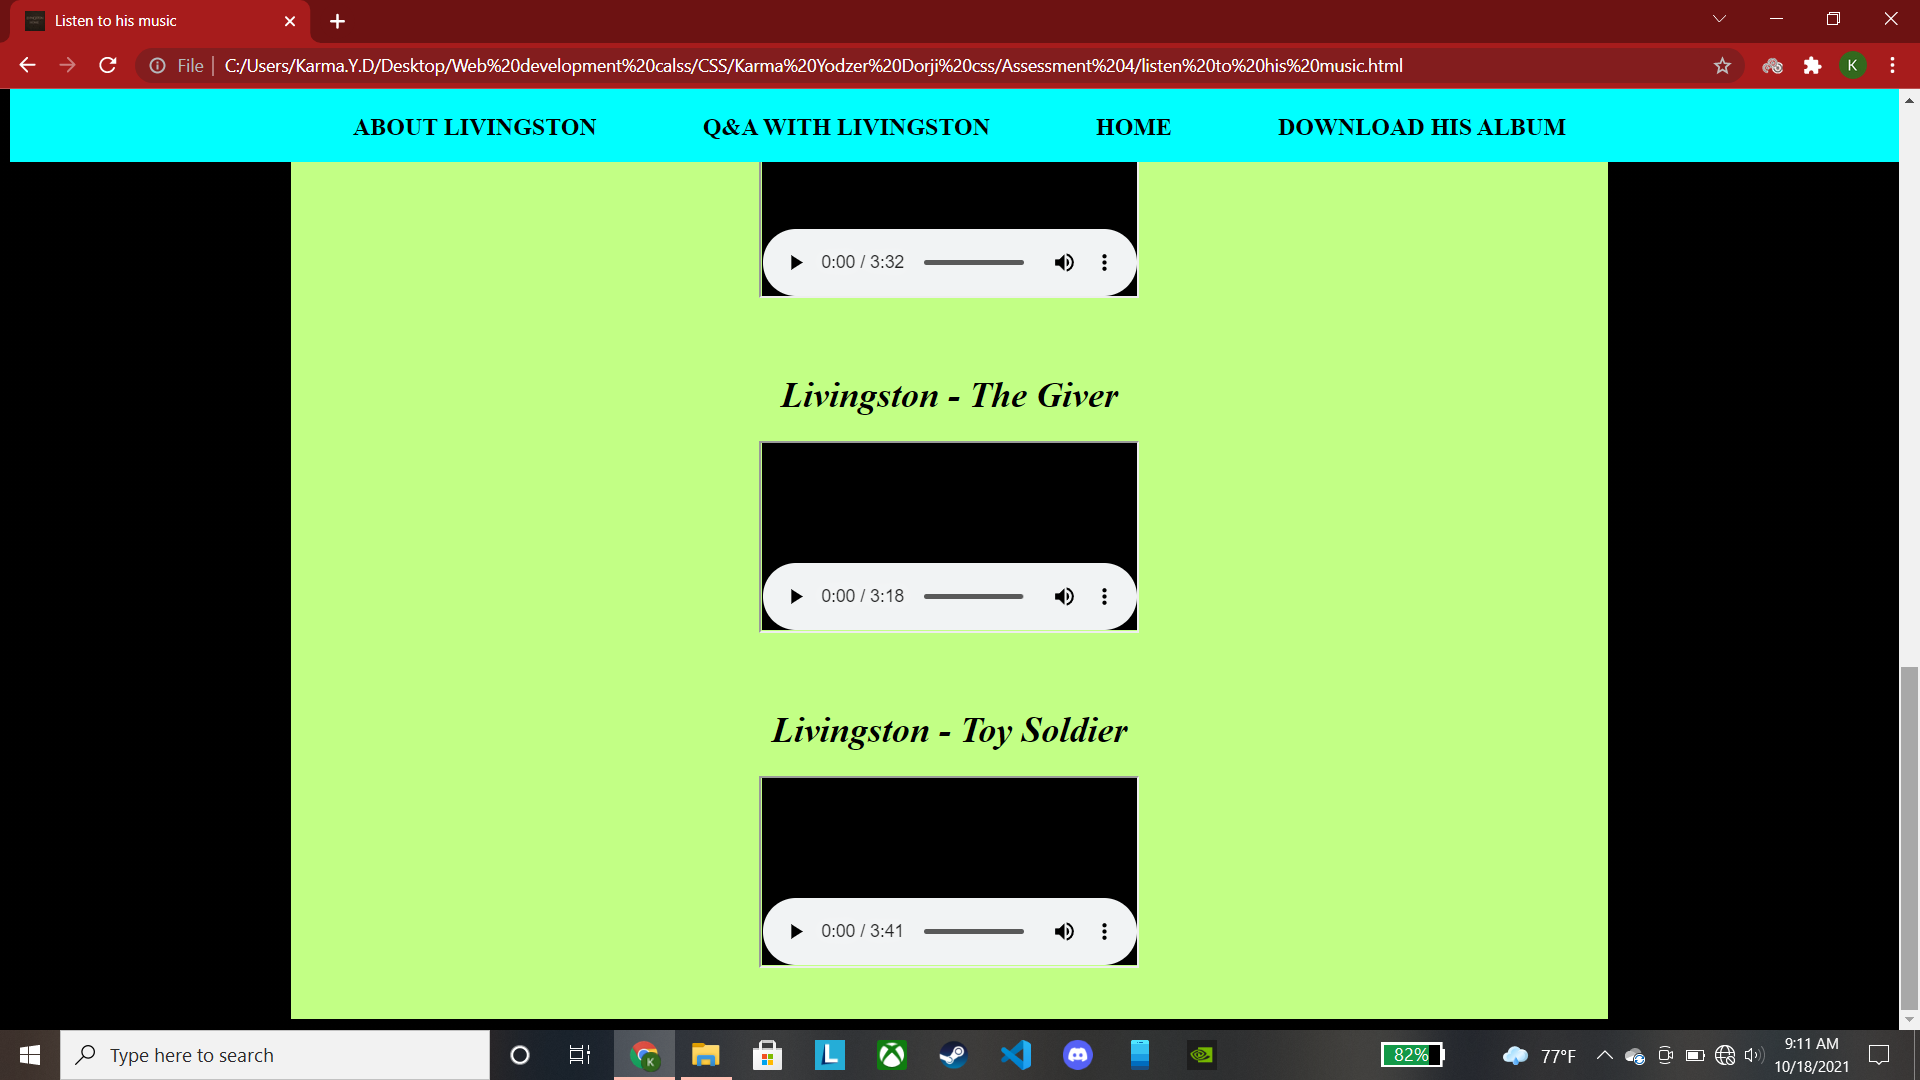 Listen to his music
File
C:/Users/Karma.Y.D/Desktop/Web%20development%20calss/CSS/Karma%20Yodzer%20Dorji%20css/Assessment%204/listen%20to%20his%20music.html
K
ABOUT LIVINGSTON
Q&A WITH LIVINGSTON
HOME
DOWNLOAD HIS ALBUM
0:00 / 3:32
Livingston - The Giver
0:00 / 3:18
Livingston - Toy Soldier
0:00 / 3:41
Type here to search
K
L
82%
77°F
9:11 AM
10/18/2021